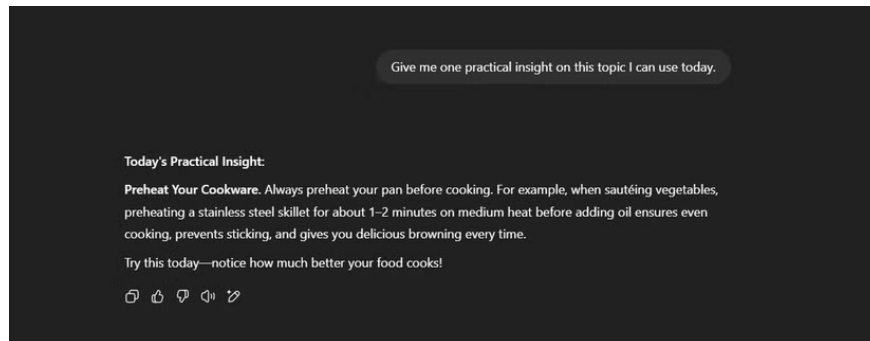 Give me one practical insight on this topic I can use today.
Today's Practical Insight:
Preheat Your Cookware. Always preheat your pan before cooking. For example, when sautéing vegetables,
preheating a stainless steel skillet for about 1–2 minutes on medium heat before adding oil ensures even
cooking, prevents sticking, and gives you delicious browning every time.
Try this today—notice how much better your food cooks!